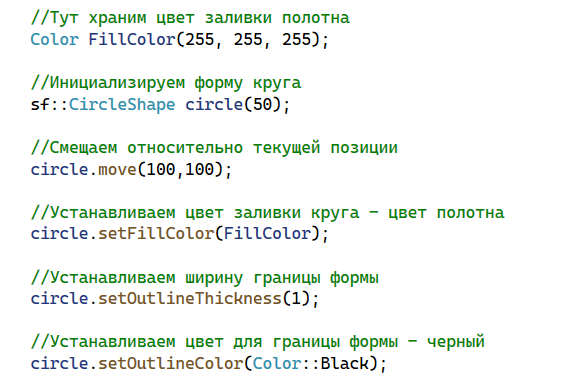 //Тут храним цвет заливки полотна
Color FillColor(255, 255, 255);
//Инициализируем форму круга
sf::CircleShape circle(50);
//Смещаем относительно текущей позиции
circle.move(100,100);
//Устанавливаем цвет заливки круга - цвет полотна
circle.setFillColor(FillColor);
//Устанавливаем ширину границы формы
circle.setOutlineThickness(1);
//Устанавливаем цвет для границы формы - черный
circle.setOutlineColor(Color::Black);